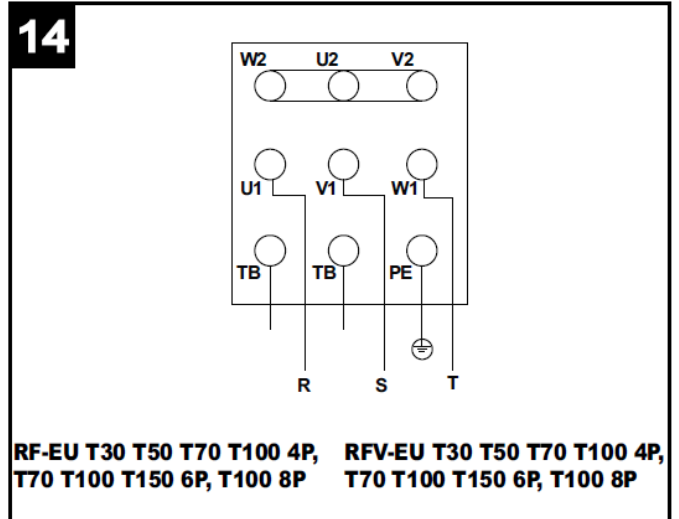 14
W2 U2 V2
U1 V1 W1
TB TB PE
R S T
RF-EU T30 T50 T70 T100 4P,
T70 T100 T150 6P, T100 8P
RFV-EU T30 T50 T70 T100 4P,
T70 T100 T150 6P, T100 8P